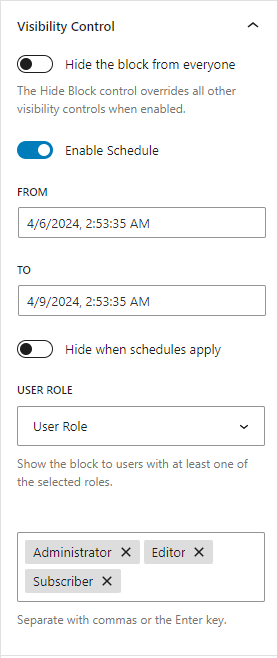 Visibility Control
Hide the block from everyone
The Hide Block control overrides all other
visibility controls when enabled.
Enable Schedule
FROM
4/6/2024, 2:53:35 AM
TO
4/9/2024, 2:53:35 AM
Hide when schedules apply
USER ROLE
User Role
Show the block to users with at least one of
the selected roles.
Administrator × Editor ×
Subscriber ×
Separate with commas or the Enter key.